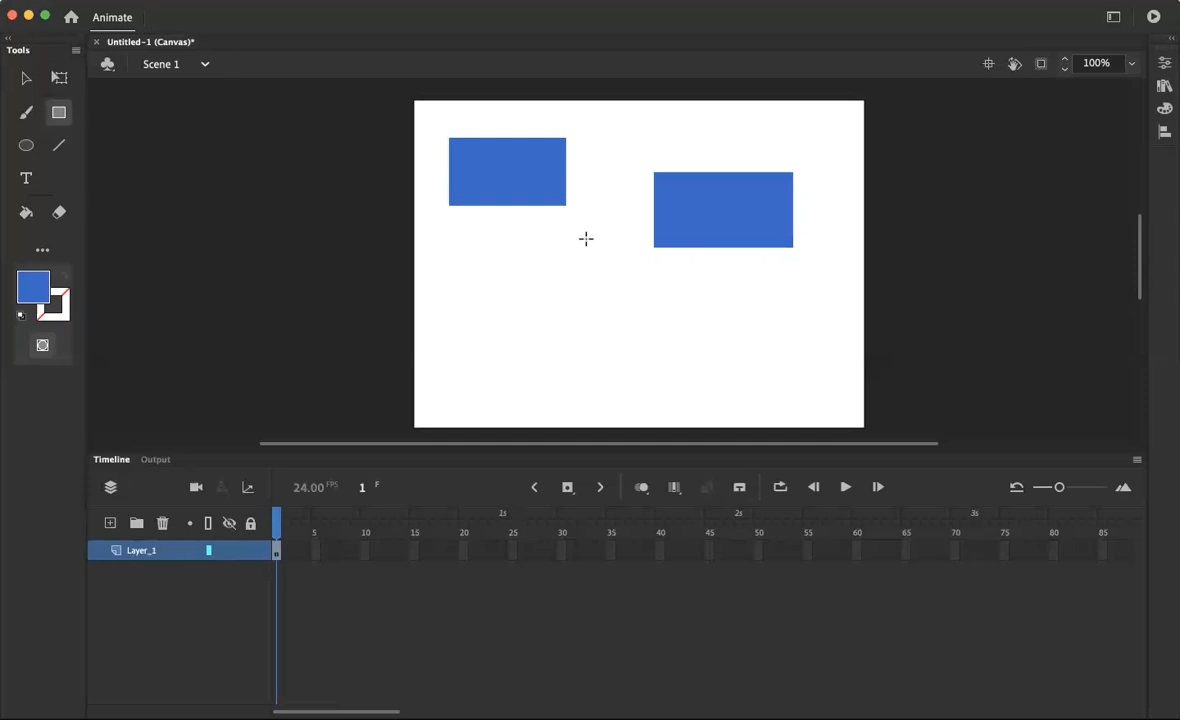 Animate
Tools
Untitled-1 (Canvas)*
Scene 1
100%
T
Timeline
Output
24.00 FPS
1 F
1s
2s
3s
5 10 15 20 25 30 35 40 45 50 55 60 65 70 75 80 85
Layer_1